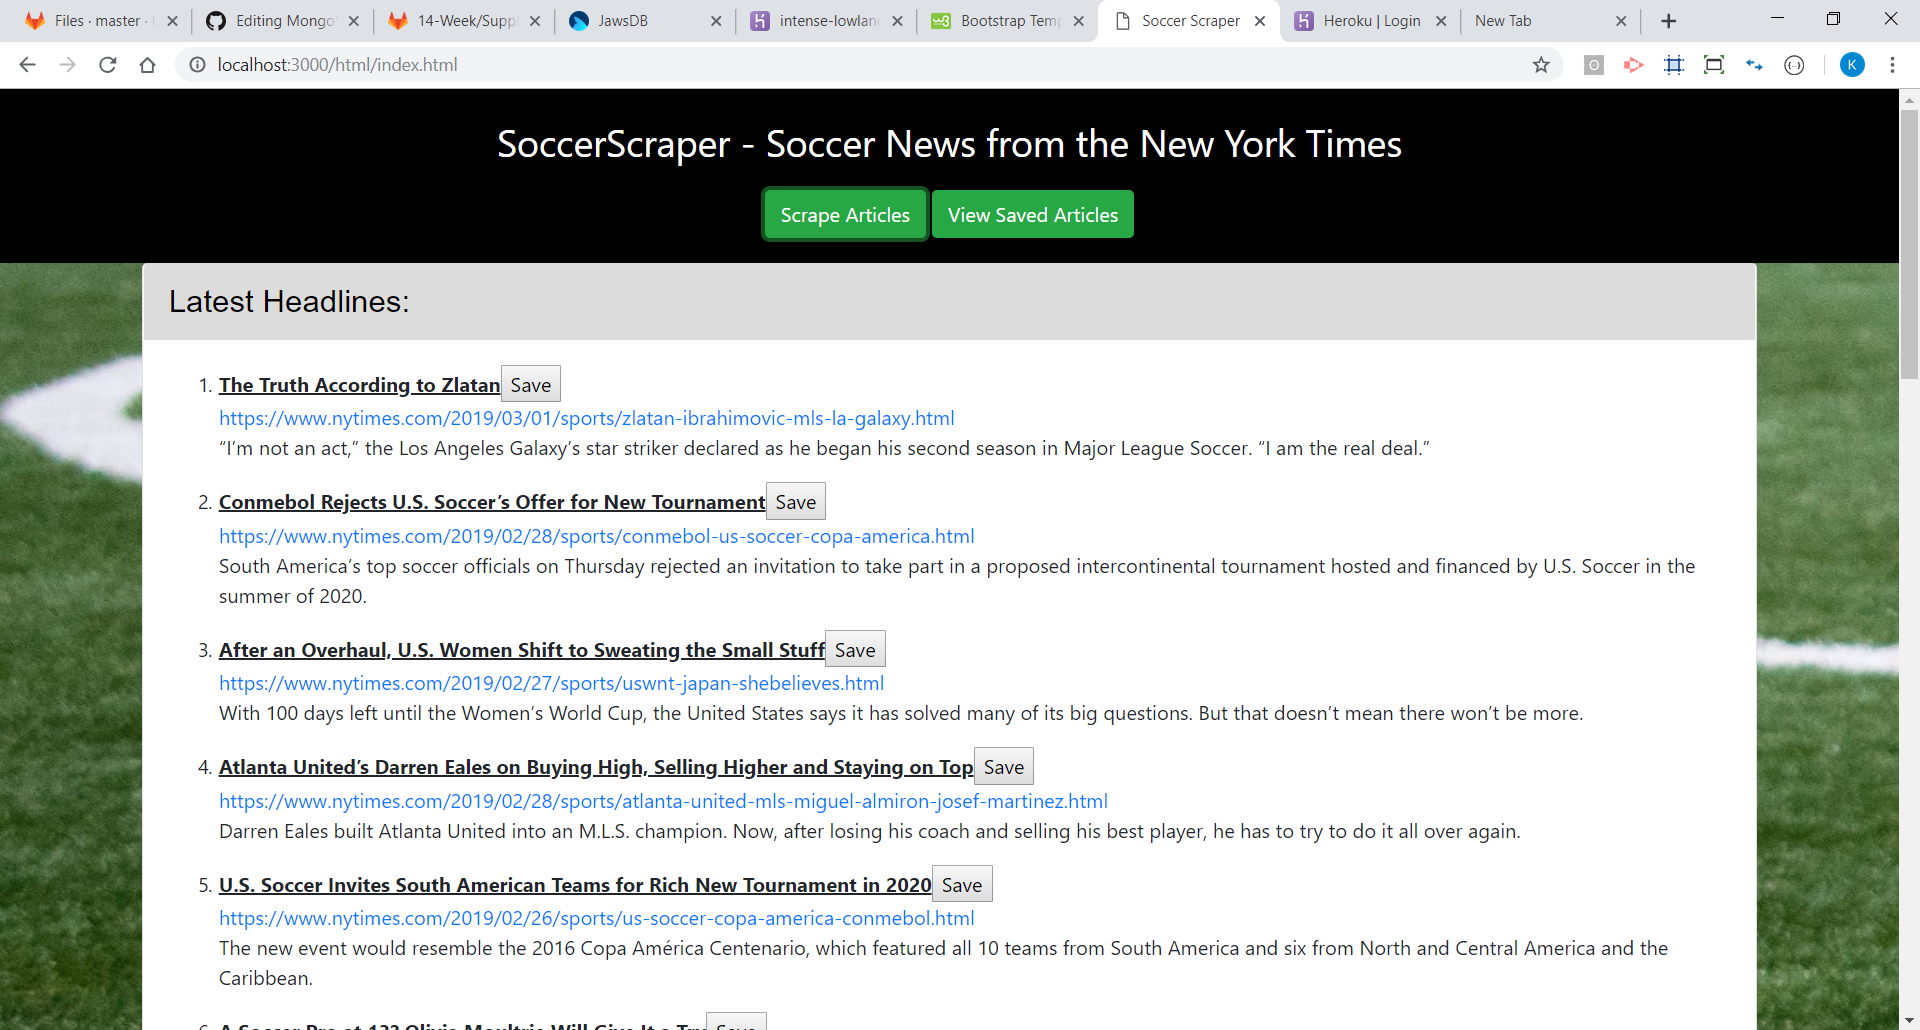 Files · master ·
Editing Mongo
14-Week/Supp
JawsDB
intense-lowlan
Bootstrap Temp
Soccer Scraper
Heroku | Login
New Tab
localhost:3000/html/index.html
K
SoccerScraper - Soccer News from the New York Times
Scrape Articles
View Saved Articles
Latest Headlines:
1. The Truth According to Zlatan Save
https://www.nytimes.com/2019/03/01/sports/zlatan-ibrahimovic-mls-la-galaxy.html
“I’m not an act,” the Los Angeles Galaxy’s star striker declared as he began his second season in Major League Soccer. “I am the real deal.”
2. Conmebol Rejects U.S. Soccer’s Offer for New Tournament Save
https://www.nytimes.com/2019/02/28/sports/conmebol-us-soccer-copa-america.html
South America’s top soccer officials on Thursday rejected an invitation to take part in a proposed intercontinental tournament hosted and financed by U.S. Soccer in the
summer of 2020.
3. After an Overhaul, U.S. Women Shift to Sweating the Small Stuff Save
https://www.nytimes.com/2019/02/27/sports/uswnt-japan-shebelieves.html
With 100 days left until the Women’s World Cup, the United States says it has solved many of its big questions. But that doesn’t mean there won’t be more.
4. Atlanta United’s Darren Eales on Buying High, Selling Higher and Staying on Top Save
https://www.nytimes.com/2019/02/28/sports/atlanta-united-mls-miguel-almiron-josef-martinez.html
Darren Eales built Atlanta United into an M.L.S. champion. Now, after losing his coach and selling his best player, he has to try to do it all over again.
5. U.S. Soccer Invites South American Teams for Rich New Tournament in 2020 Save
https://www.nytimes.com/2019/02/26/sports/us-soccer-copa-america-conmebol.html
The new event would resemble the 2016 Copa América Centenario, which featured all 10 teams from South America and six from North and Central America and the
Caribbean.
6. A Soccer Pro at 13? Olivia Moultrie Will Give It a Try Save